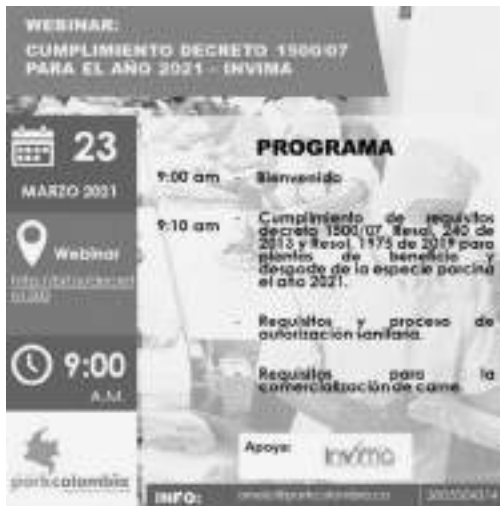 WEBINAR:
CUMPLIMIENTO DECRETO 1500/07
PARA EL AÑO 2021 - INVIMA
23
MARZO 2021
Webinar
9:00
A.M.
porkcolombia
PROGRAMA
9:00 am - Bienvenida
9:10 am - Cumplimiento de requisitos
decreto 1500/07, Resol. 240 de
2013 y Resol. 1975 de 2019 para
plantas de beneficio y
desposte de la especie porcina
el año 2021.
- Requisitos y proceso de
autorización sanitaria.
- Requisitos para la
comercialización de carne
Apoya:
invima
INFO: